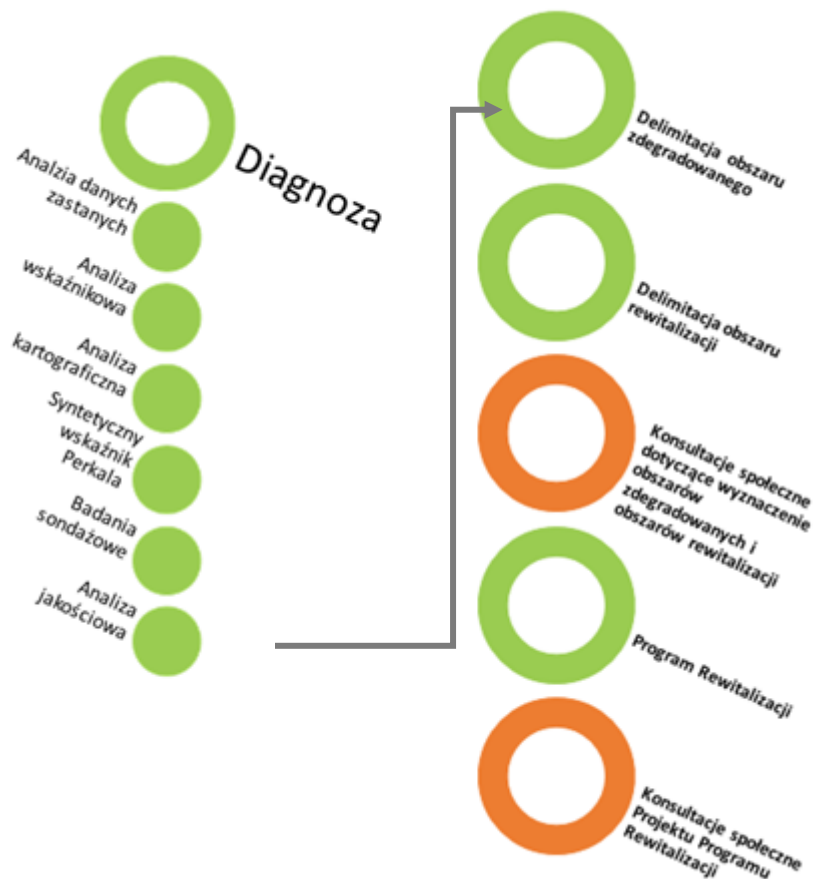 Diagnoza
Analzia danych
zastanych
Analiza
wskaźnikowa
Analiza
kartograficzna
Syntetyczny
wskaźnik
Perkala
Badania
sondażowe
Analiza
jakościowa
Delimitacja obszaru
zdegradowanego
Delimitacja obszaru
rewitalizacji
Konsultacje społeczne
dotyczące wyznaczenie
obszarów
zdegradowanych i
obszarów rewitalizacji
Program Rewitalizacji
Konsultacje społeczne
Projektu Programu
Rewitalizacji